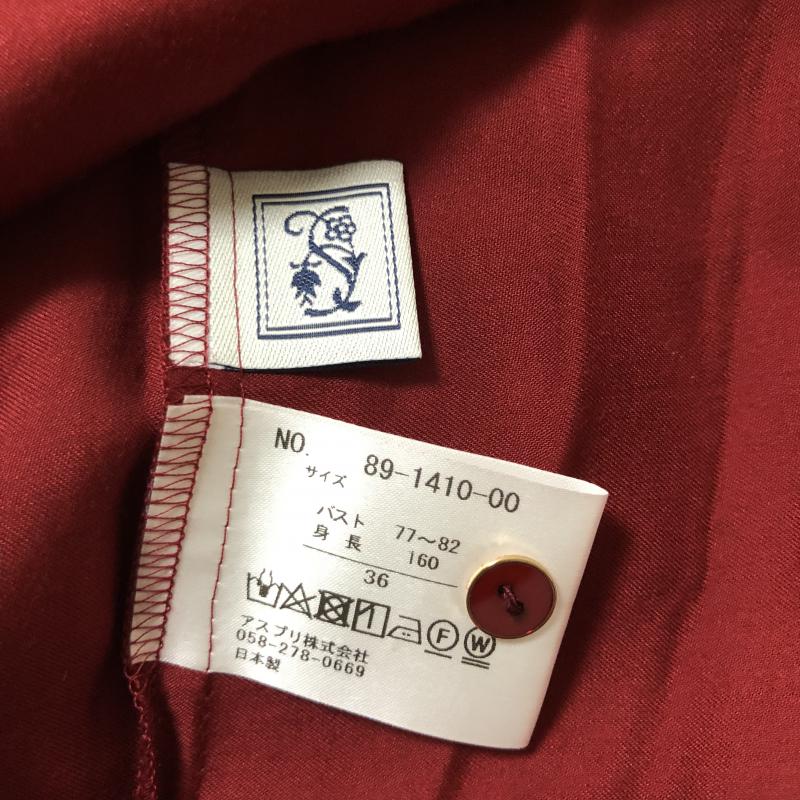 NO. 89-1410-00
サイズ
バスト 77~82
身長 160
36
F W
アスプリ株式会社
058-278-0669
日本製